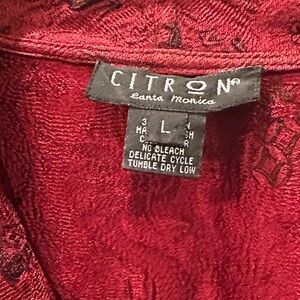 CITRON
Santa Monica
L
NO BLEACH
DELICATE CYCLE
TUMBLE DRY LOW